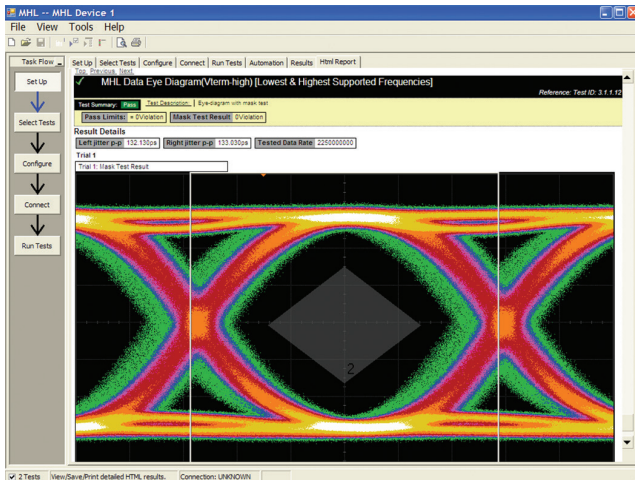 MHL -- MHL Device 1
File View Tools Help
Task Flow
Set Up Select Tests Configure Connect Run Tests Automation Results Html Report
Top Previous Next
MHL Data Eye Diagram(Vterm-high) [Lowest & Highest Supported Frequencies]
Reference: Test ID: 3.1.1.12
Test Summary: Pass Test Description: Eye-diagram with mask test
Pass Limits: = 0Violation Mask Test Result 0Violation
Result Details
Left jitter p-p 132.130ps Right jitter p-p 133.030ps Tested Data Rate 2250000000
Trial 1
Trial 1: Mask Test Result
Set Up
Select Tests
Configure
Connect
Run Tests
2
2 Tests View/Save/Print detailed HTML results. Connection: UNKNOWN